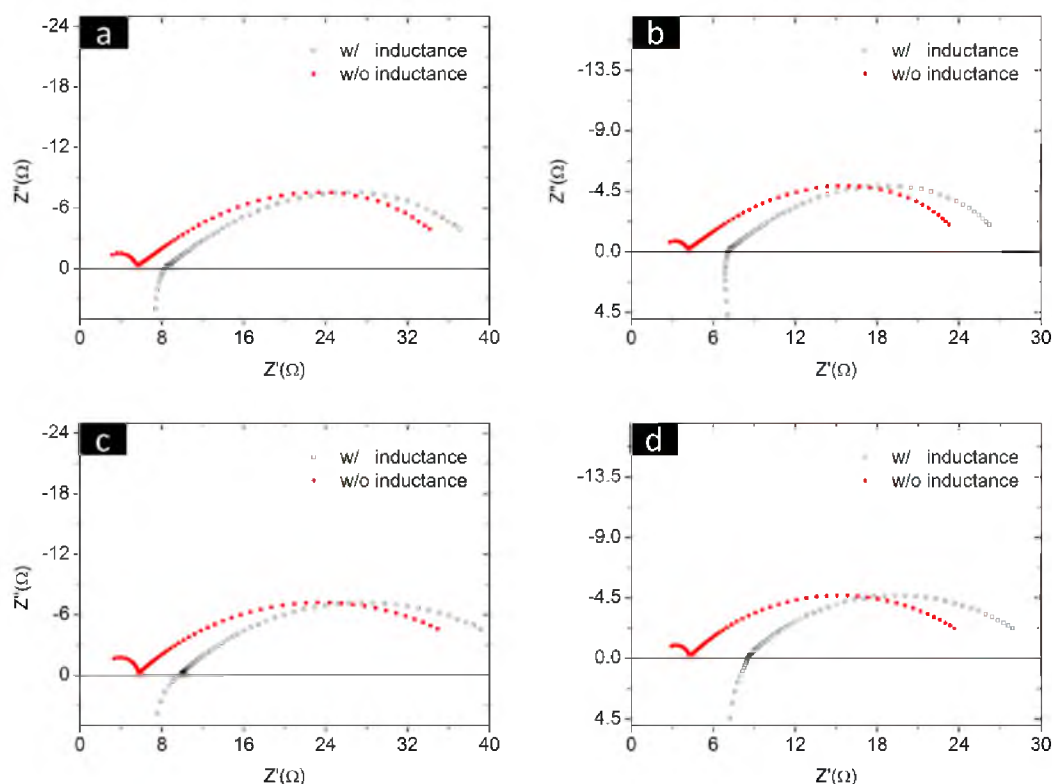 a
w/ inductance
w/o inductance
-24
-18
-12
-6
0
Z"(Ω)
0 8 16 24 32 40
Z'(Ω)
b
w/ inductance
w/o inductance
-13.5
-9.0
-4.5
0.0
4.5
Z"(Ω)
0 6 12 18 24 30
Z'(Ω)
c
w/ inductance
w/o inductance
-24
-18
-12
-6
0
Z"(Ω)
0 8 16 24 32 40
Z'(Ω)
d
w/ inductance
w/o inductance
-13.5
-9.0
-4.5
0.0
4.5
Z"(Ω)
0 6 12 18 24 30
Z'(Ω)